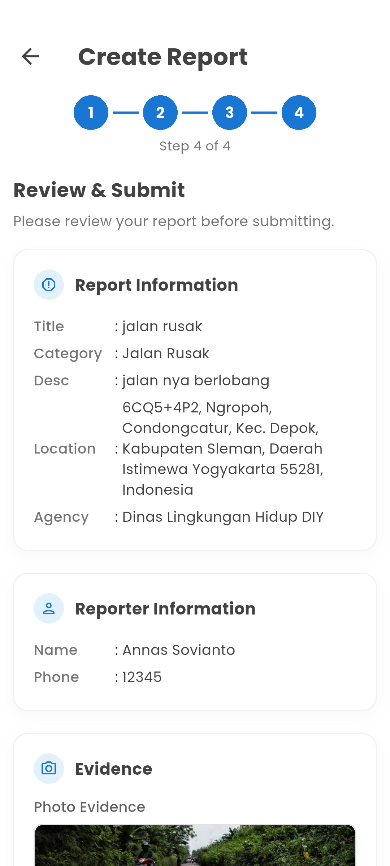 Create Report
1 2 3 4
Step 4 of 4
Review & Submit
Please review your report before submitting.
Report Information
Title : jalan rusak
Category : Jalan Rusak
Desc : jalan nya berlobang
6CQ5+4P2, Ngropoh,
Condongcatur, Kec. Depok,
Location : Kabupaten Sleman, Daerah
Istimewa Yogyakarta 55281,
Indonesia
Agency : Dinas Lingkungan Hidup DIY
Reporter Information
Name : Annas Sovianto
Phone : 12345
Evidence
Photo Evidence